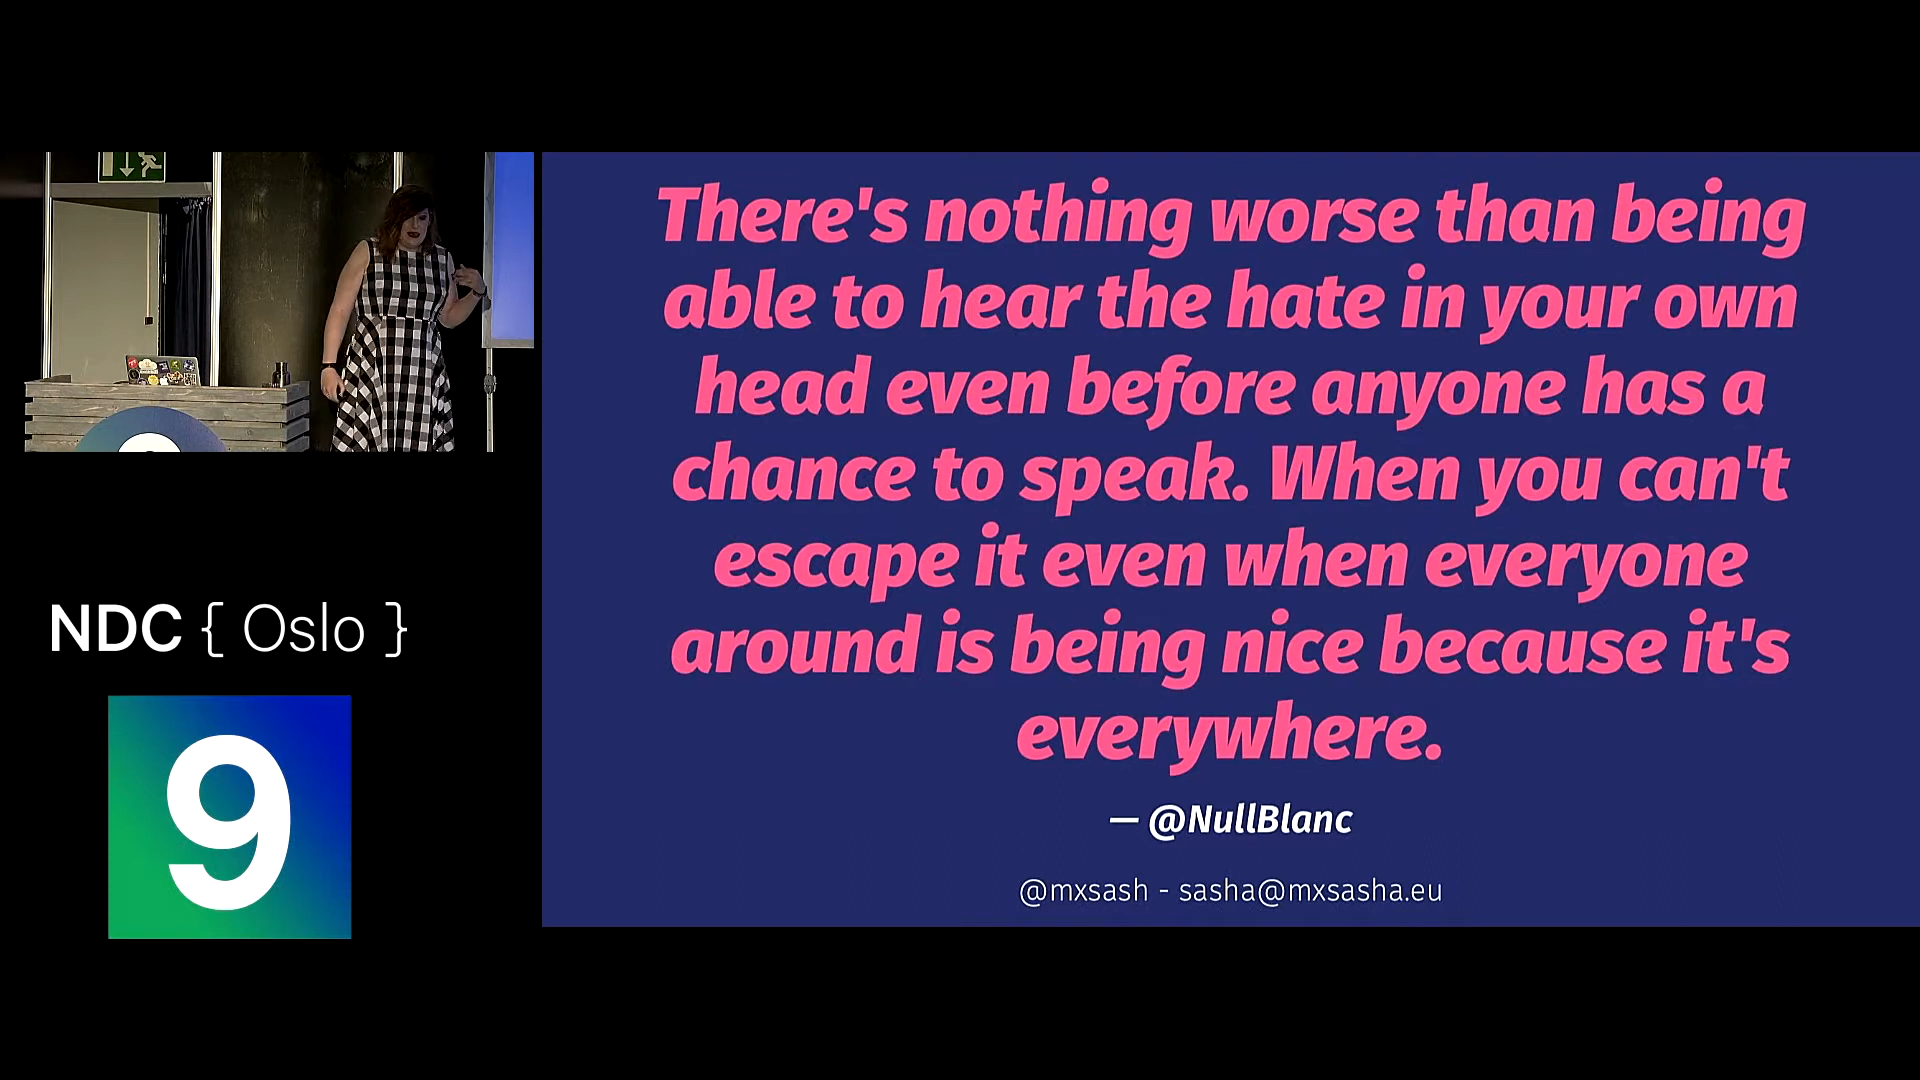 There's nothing worse than being
able to hear the hate in your own
head even before anyone has a
chance to speak. When you can't
escape it even when everyone
around is being nice because it's
everywhere.
— @NullBlanc
@mxsash - sasha@mxsasha.eu
NDC { Oslo }
9